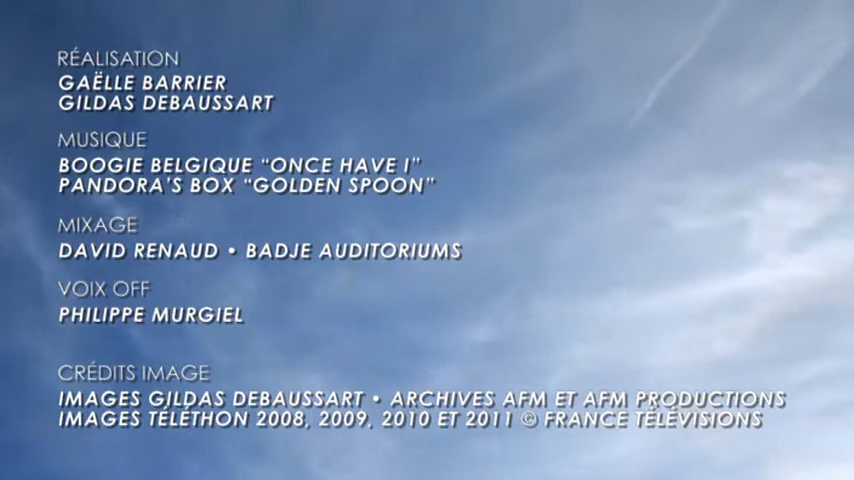 RÉALISATION
GAËLLE BARRIER
GILDAS DEBAUSSART
MUSIQUE
BOOGIE BELGIQUE “ONCE HAVE I”
PANDORA’S BOX “GOLDEN SPOON”
MIXAGE
DAVID RENAUD • BADJE AUDITORIUMS
VOIX OFF
PHILIPPE MURGIEL
CRÉDITS IMAGE
IMAGES GILDAS DEBAUSSART • ARCHIVES AFM ET AFM PRODUCTIONS
IMAGES TÉLÉTHON 2008, 2009, 2010 ET 2011 © FRANCE TÉLÉVISIONS